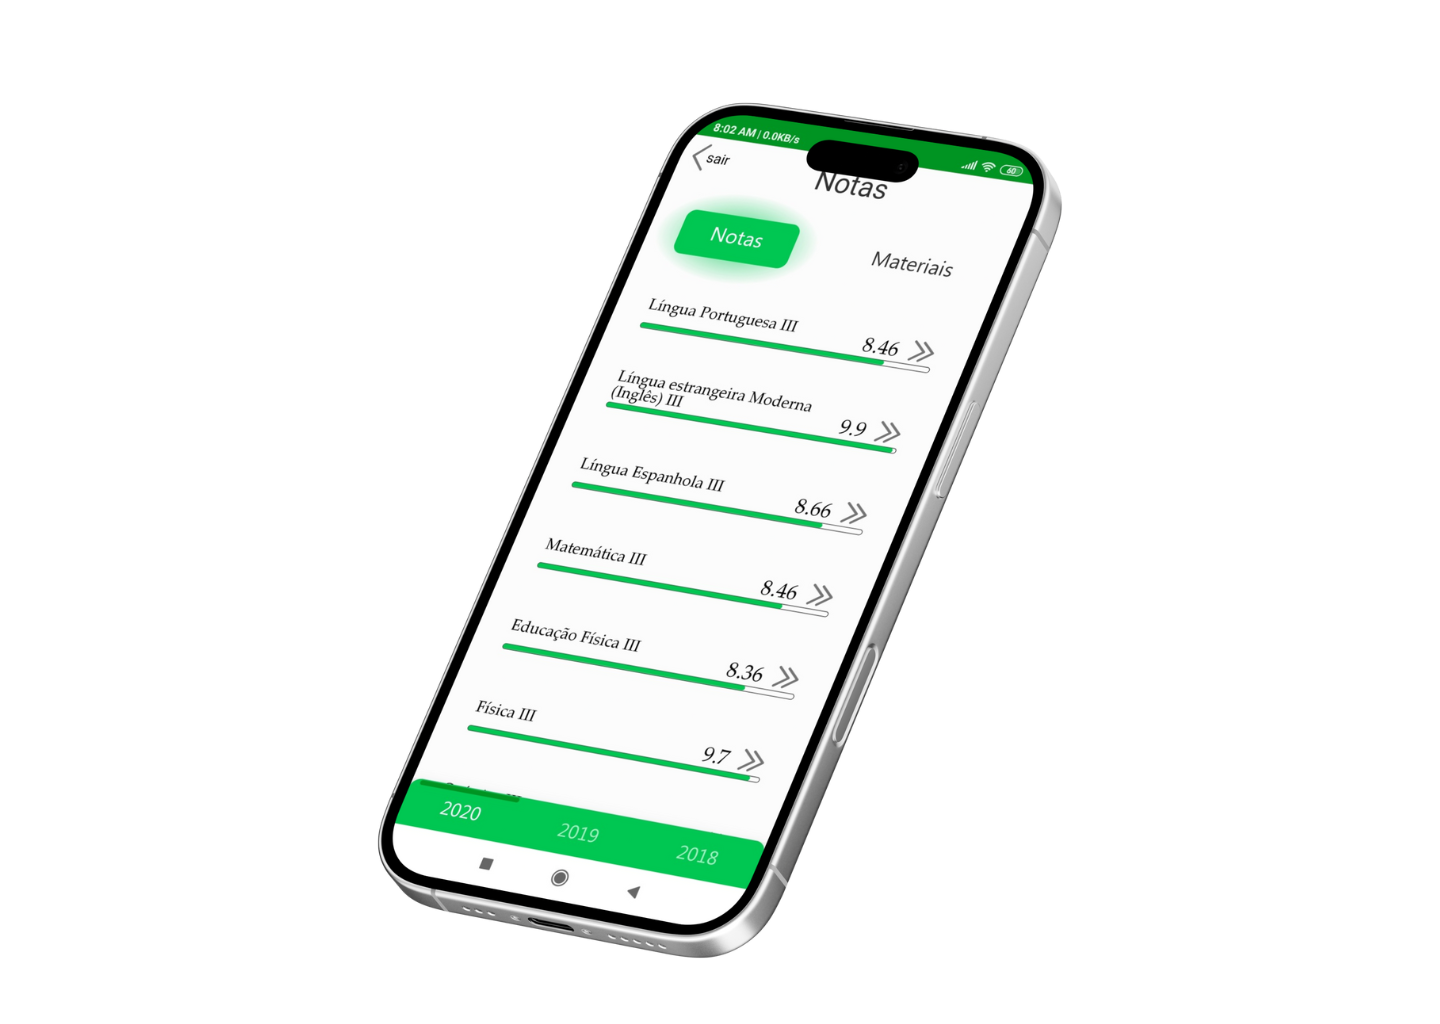 8:02 AM | 0.0KB/s
60
sair
Notas
Notas
Materiais
Língua Portuguesa III
8.46
Língua estrangeira Moderna
(Inglês) III
9.9
Língua Espanhola III
8.66
Matemática III
8.46
Educação Física III
8.36
Física III
9.7
2020
2019
2018